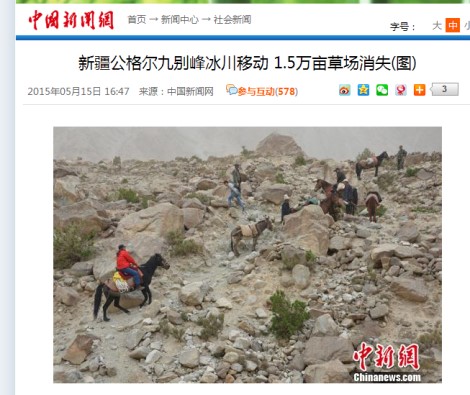 中国新闻网 首页 → 新闻中心 → 社会新闻
字号： 大 中 小
新疆公格尔九别峰冰川移动 1.5万亩草场消失(图)
2015年05月15日 16:47 来源：中国新闻网 参与互动(578) 3
中新网
Chinanews.com